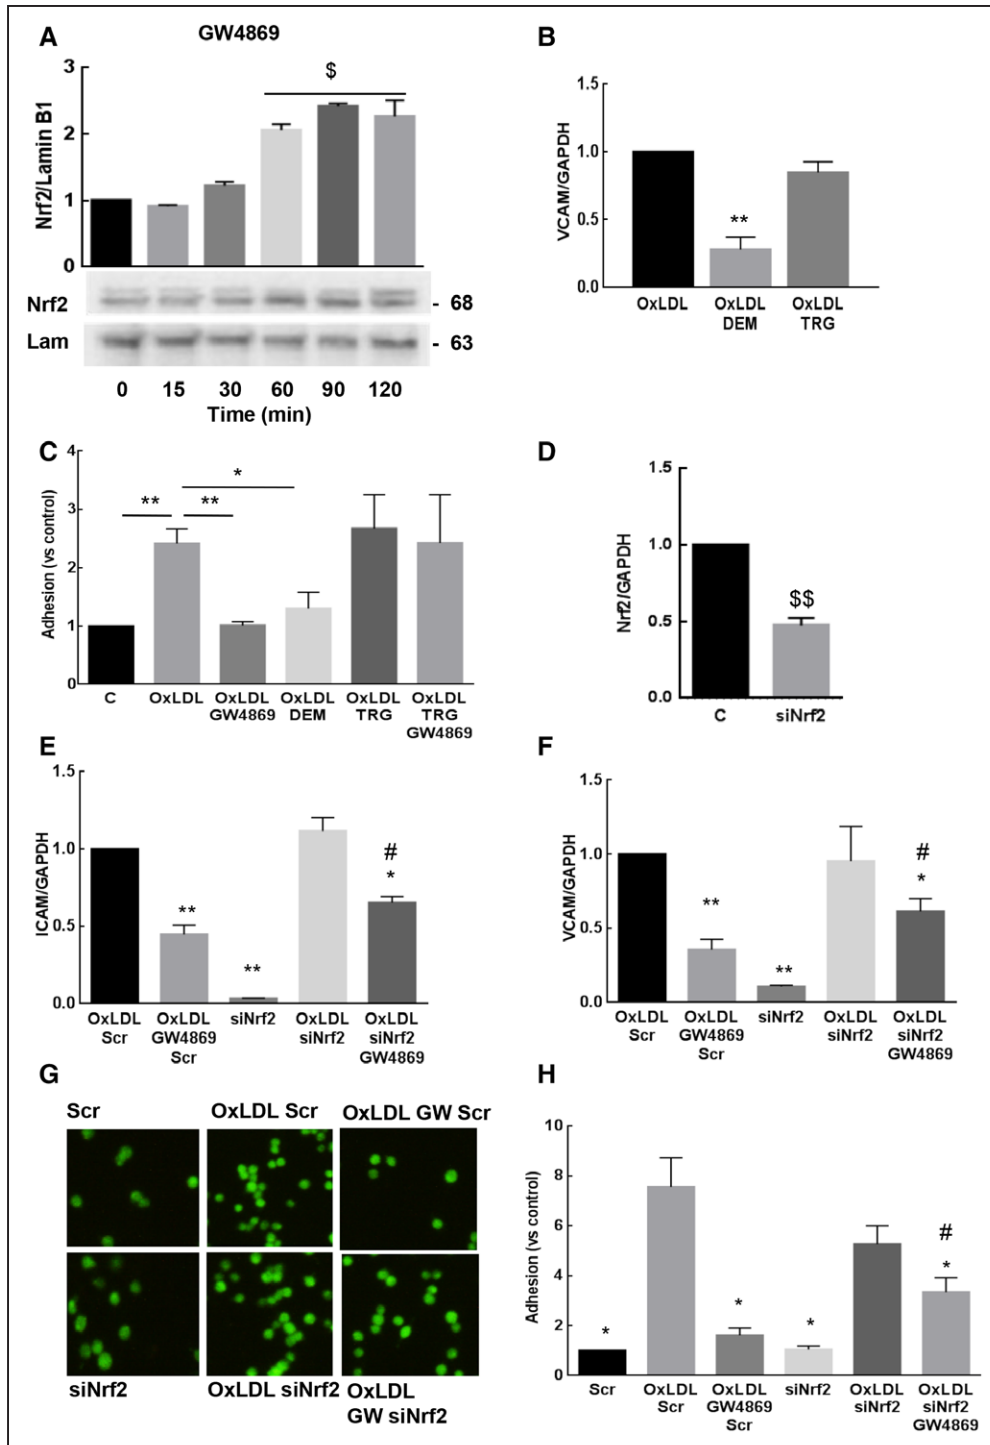 A
GW4869
Nrf2/Lamin B1
3
2
1
0
$
Nrf2
- 68
Lam
- 63
0 15 30 60 90 120
Time (min)
B
VCAM/GAPDH
1.5
1.0
0.5
0.0
**
OxLDL
OxLDL
DEM
OxLDL
TRG
C
Adhesion (vs control)
4
3
2
1
0
**
**
*
C
OxLDL
OxLDL
GW4869
OxLDL
DEM
OxLDL
TRG
OxLDL
TRG
GW4869
D
Nrf2/GAPDH
1.5
1.0
0.5
0.0
$$
C
siNrf2
E
ICAM/GAPDH
1.5
1.0
0.5
0.0
**
**
#
*
OxLDL
Scr
OxLDL
GW4869
Scr
siNrf2
OxLDL
siNrf2
OxLDL
siNrf2
GW4869
F
VCAM/GAPDH
1.5
1.0
0.5
0.0
**
**
#
*
OxLDL
Scr
OxLDL
GW4869
Scr
siNrf2
OxLDL
siNrf2
OxLDL
siNrf2
GW4869
G
Scr
OxLDL Scr
OxLDL GW Scr
siNrf2
OxLDL siNrf2
OxLDL
GW siNrf2
H
Adhesion (vs control)
10
8
6
4
2
0
*
*
*
#
*
Scr
OxLDL
Scr
OxLDL
GW4869
Scr
siNrf2
OxLDL
siNrf2
OxLDL
siNrf2
GW4869